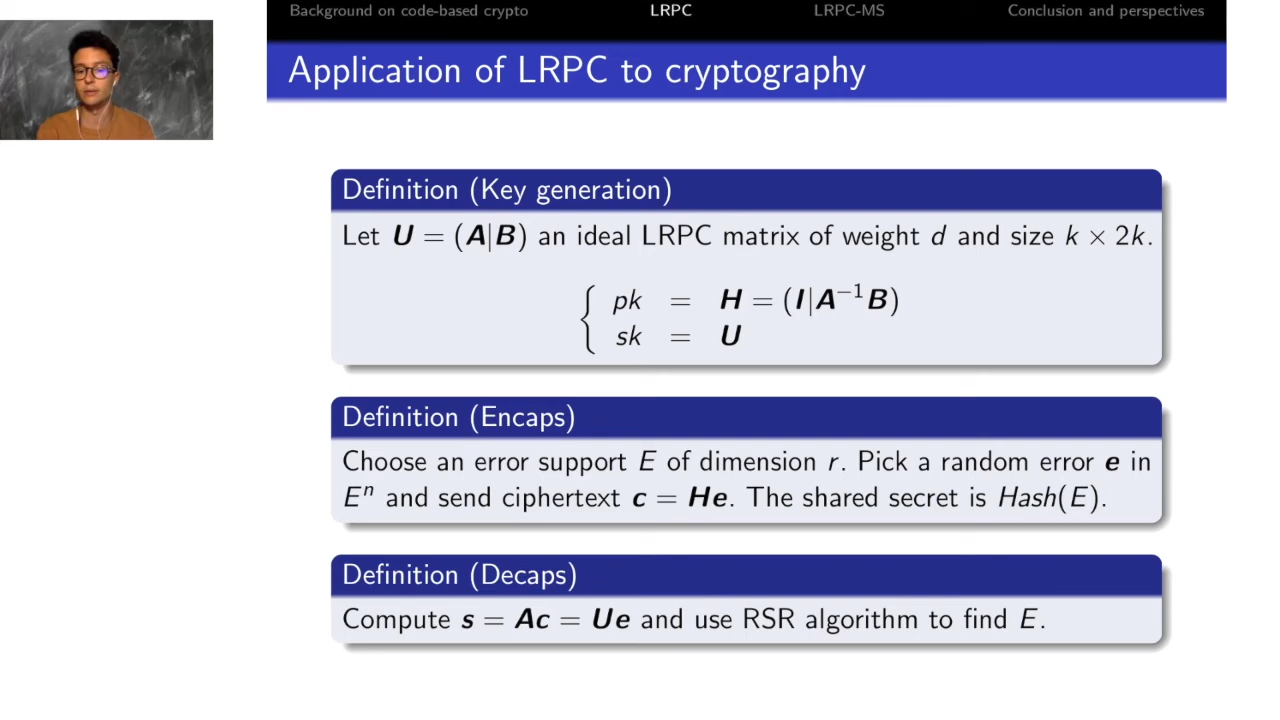 Background on code-based crypto LRPC LRPC-MS Conclusion and perspectives
Application of LRPC to cryptography
Definition (Key generation)
Let U = (A|B) an ideal LRPC matrix of weight d and size k × 2k.
pk = H = (I|A⁻¹B)
sk = U
Definition (Encaps)
Choose an error support E of dimension r. Pick a random error e in
Eⁿ and send ciphertext c = He. The shared secret is Hash(E).
Definition (Decaps)
Compute s = Ac = Ue and use RSR algorithm to find E.